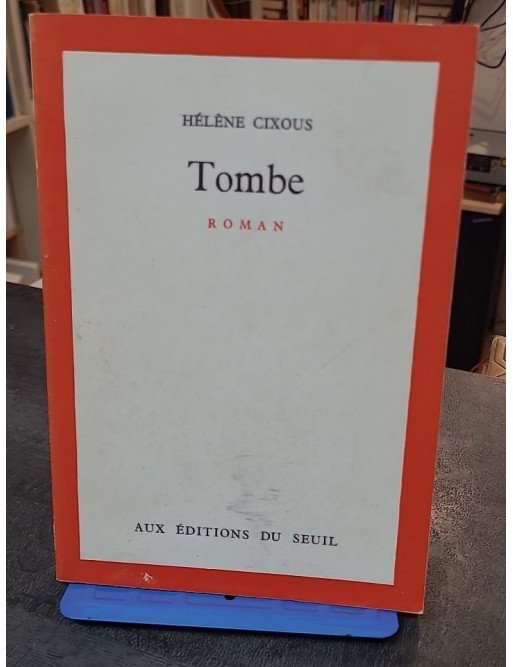 HÉLÈNE CIXOUS
Tombe
ROMAN
AUX ÉDITIONS DU SEUIL